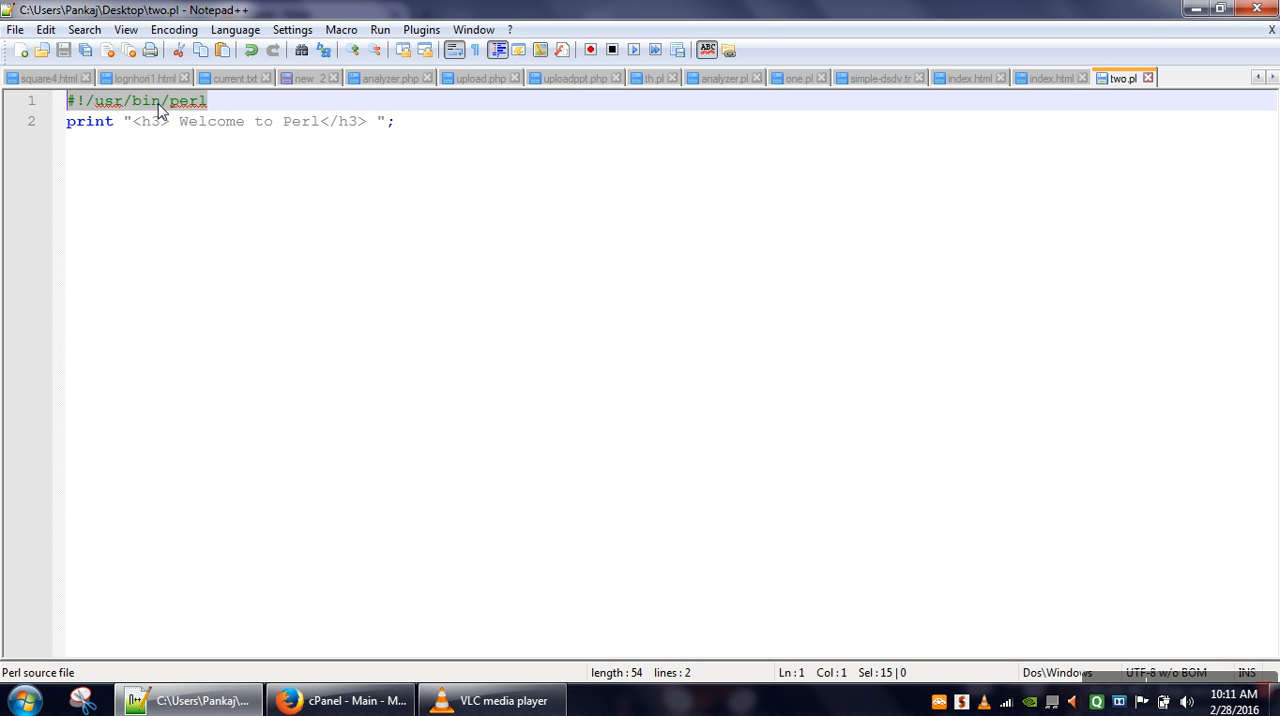 C:\Users\Pankaj\Desktop\two.pl - Notepad++
File Edit Search View Encoding Language Settings Macro Run Plugins Window ? X
square4.html lognhori1.html current.txt new 2 analyzer.php upload.php uploadppt.php th.pl analyzer.pl one.pl simple-dsdv.tr index.htm index.html two.pl
1 #!/usr/bin/perl
2 print "<h3> Welcome to Perl</h3> ";
Perl source file length : 54 lines : 2 Ln : 1 Col : 1 Sel : 15 | 0 Dos\Windows UTF-8 w/o BOM INS
C:\Users\Pankaj\... cPanel - Main - M... VLC media player 10:11 AM
2/28/2016